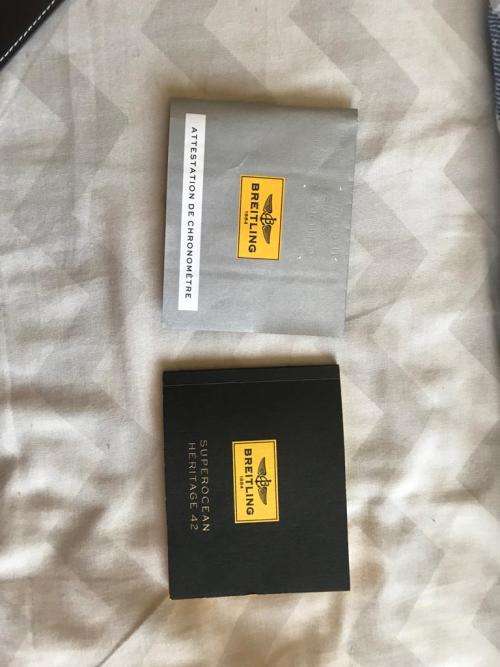 BREITLING
1884
ATTESTATION DE CHRONOMÈTRE
BREITLING
1884
SUPEROCEAN
HERITAGE 42